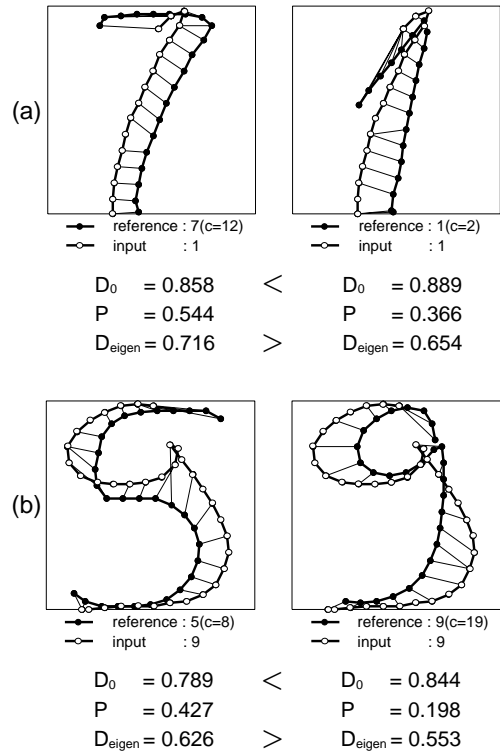 (a)
reference : 7(c=12)
input : 1
reference : 1(c=2)
input : 1
D₀ = 0.858 < D₀ = 0.889
P = 0.544 P = 0.366
Deigen = 0.716 > Deigen = 0.654
(b)
reference : 5(c=8)
input : 9
reference : 9(c=19)
input : 9
D₀ = 0.789 < D₀ = 0.844
P = 0.427 P = 0.198
Deigen = 0.626 > Deigen = 0.553